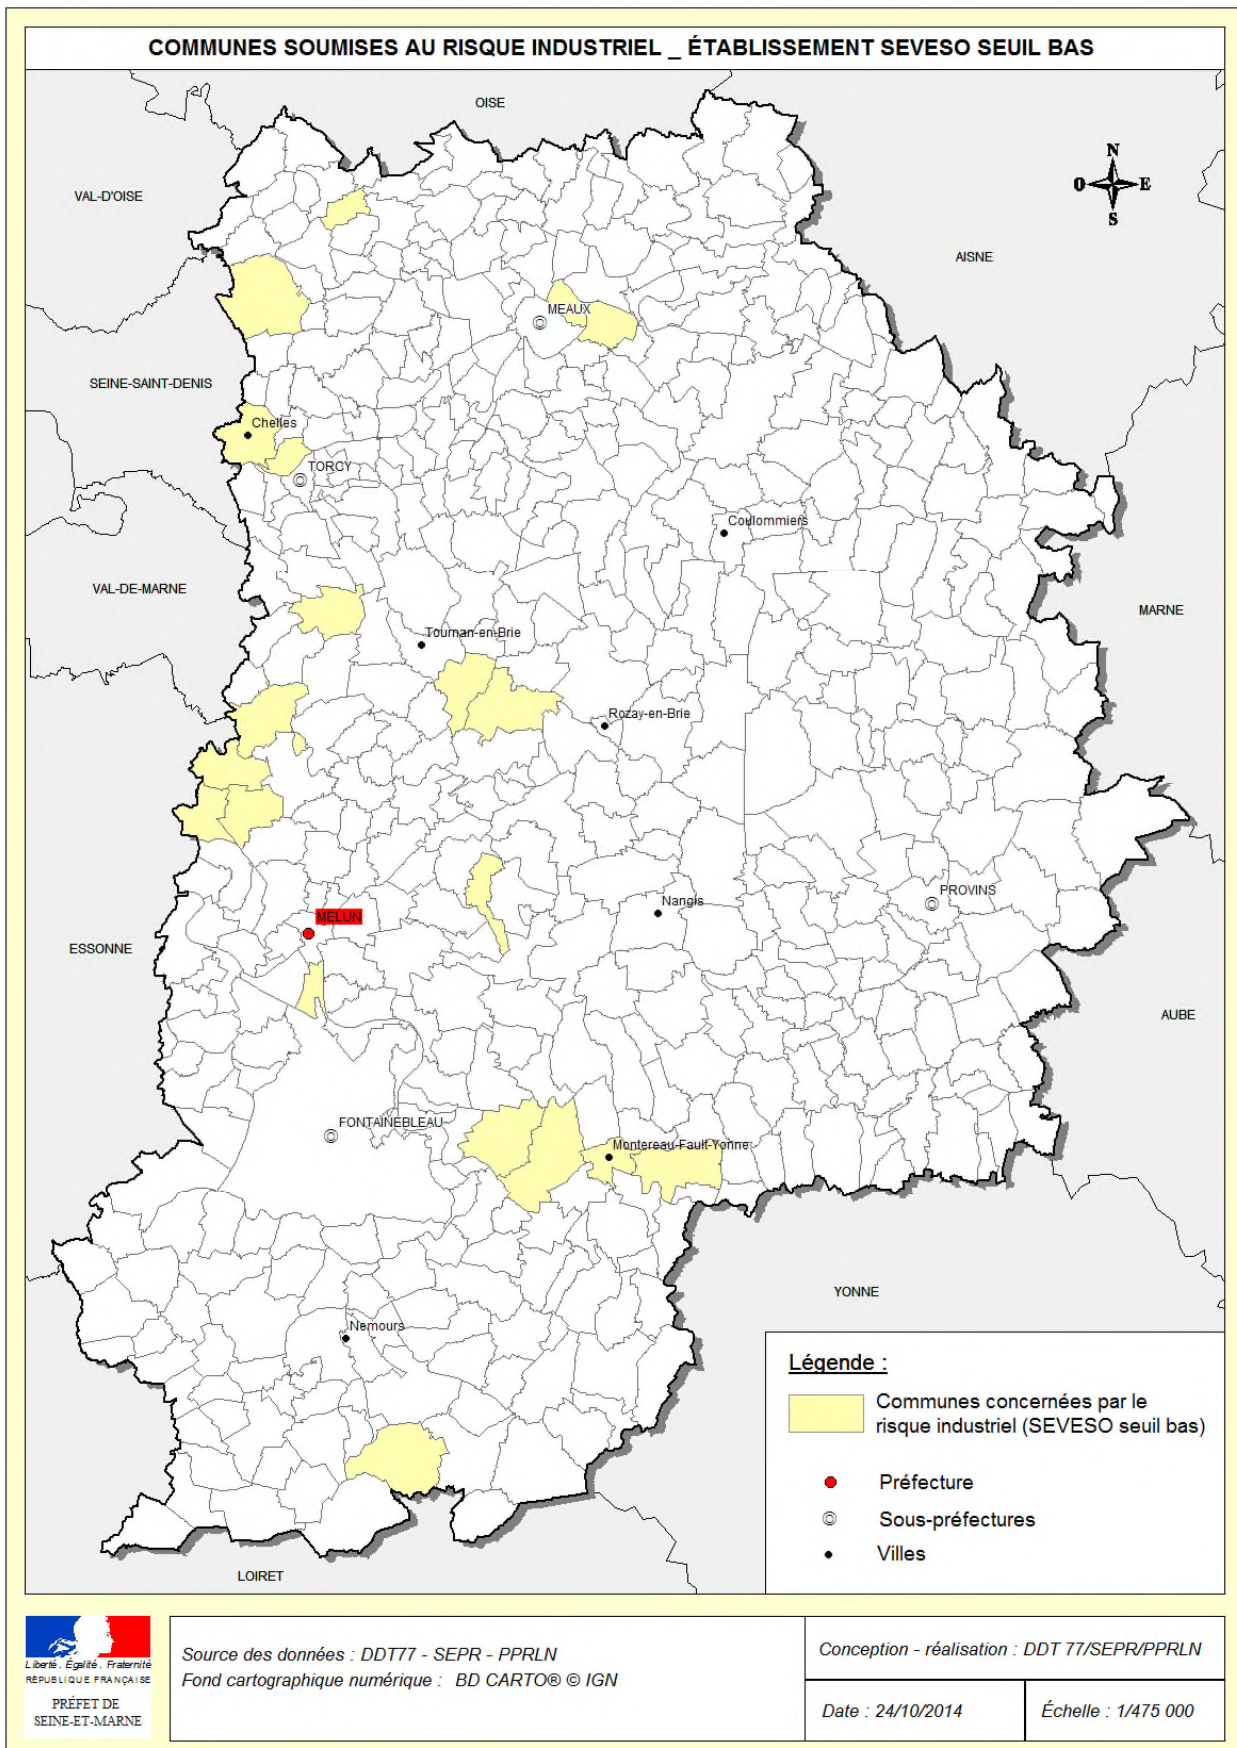 COMMUNES SOUMISES AU RISQUE INDUSTRIEL _ ÉTABLISSEMENT SEVESO SEUIL BAS
OISE
N
O E
S
VAL-D'OISE
AISNE
MEAUX
SEINE-SAINT-DENIS
Chelles
TORCY
Coulommiers
VAL-DE-MARNE
MARNE
Tournan-en-Brie
Rozay-en-Brie
PROVINS
Nangis
MELUN
ESSONNE
AUBE
FONTAINEBLEAU
Montereau-Fault-Yonne
YONNE
Nemours
LOIRET
Légende :
Communes concernées par le
risque industriel (SEVESO seuil bas)
Préfecture
Sous-préfectures
Villes
Liberté . Égalité . Fraternité
RÉPUBLIQUE FRANÇAISE
PRÉFET DE
SEINE-ET-MARNE
Source des données : DDT77 - SEPR - PPRLN
Fond cartographique numérique : BD CARTO® © IGN
Conception - réalisation : DDT 77/SEPR/PPRLN
Date : 24/10/2014
Échelle : 1/475 000